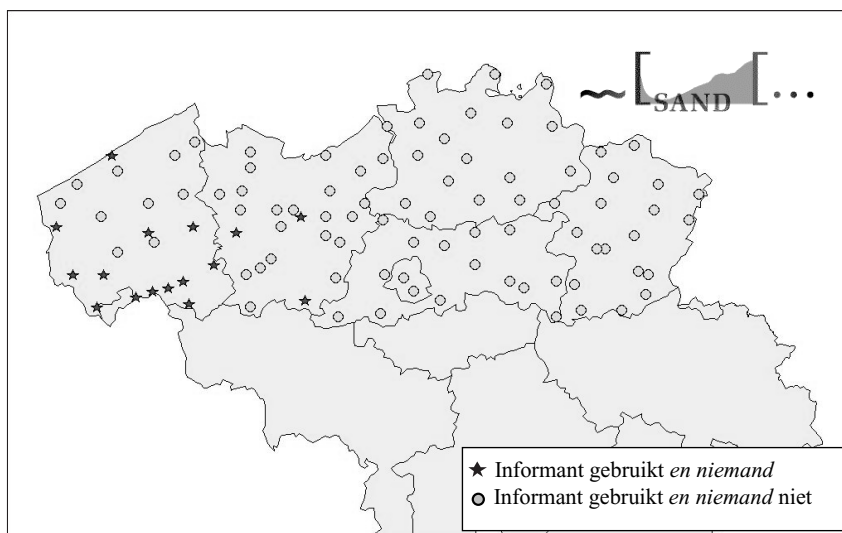 SAND
Informant gebruikt en niemand
Informant gebruikt en niemand niet